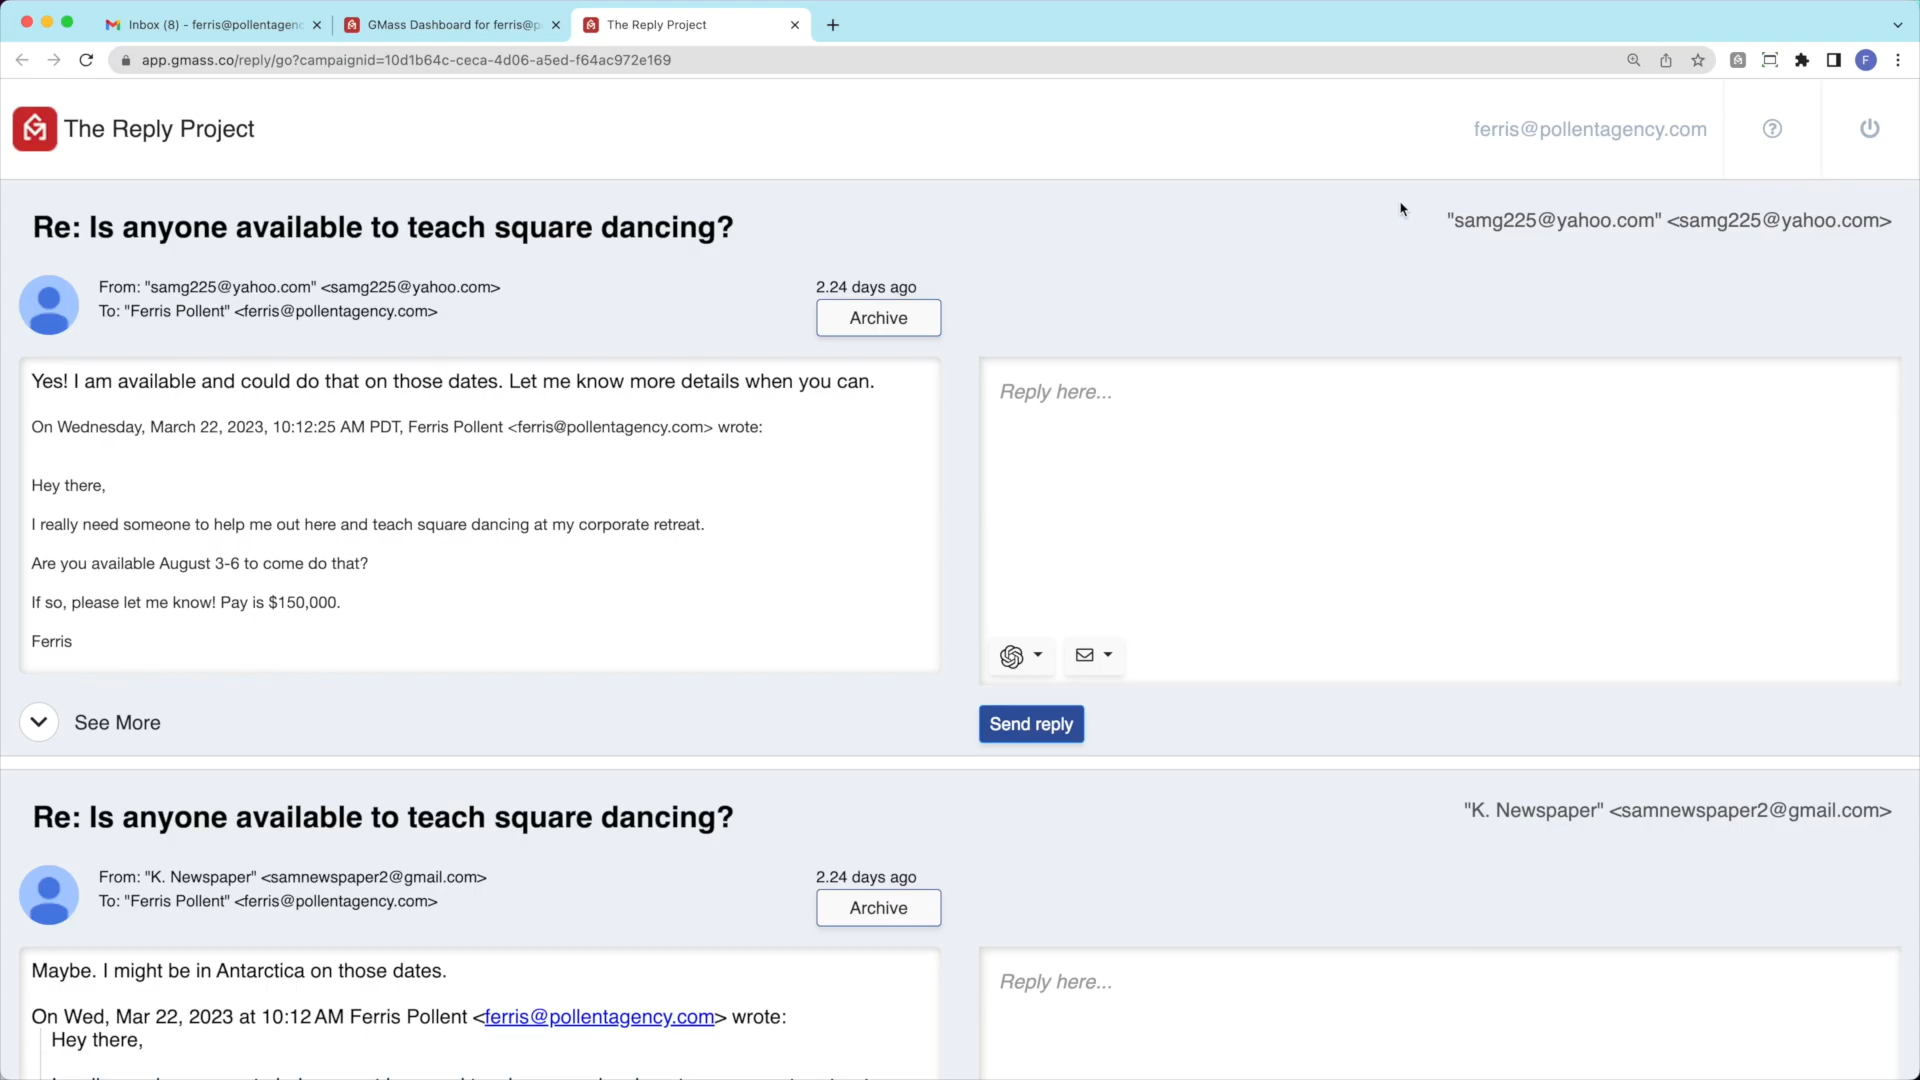 Inbox (8) - ferris@pollentagenc
GMass Dashboard for ferris@p
The Reply Project
app.gmass.co/reply/go?campaignid=10d1b64c-ceca-4d06-a5ed-f64ac972e169
F
The Reply Project
ferris@pollentagency.com
Re: Is anyone available to teach square dancing?
"samg225@yahoo.com" <samg225@yahoo.com>
From: "samg225@yahoo.com" <samg225@yahoo.com>
To: "Ferris Pollent" <ferris@pollentagency.com>
2.24 days ago
Archive
Yes! I am available and could do that on those dates. Let me know more details when you can.
On Wednesday, March 22, 2023, 10:12:25 AM PDT, Ferris Pollent <ferris@pollentagency.com> wrote:
Hey there,
I really need someone to help me out here and teach square dancing at my corporate retreat.
Are you available August 3-6 to come do that?
If so, please let me know! Pay is $150,000.
Ferris
Reply here...
See More
Send reply
Re: Is anyone available to teach square dancing?
"K. Newspaper" <samnewspaper2@gmail.com>
From: "K. Newspaper" <samnewspaper2@gmail.com>
To: "Ferris Pollent" <ferris@pollentagency.com>
2.24 days ago
Archive
Maybe. I might be in Antarctica on those dates.
On Wed, Mar 22, 2023 at 10:12 AM Ferris Pollent <ferris@pollentagency.com> wrote:
Hey there,
Reply here...